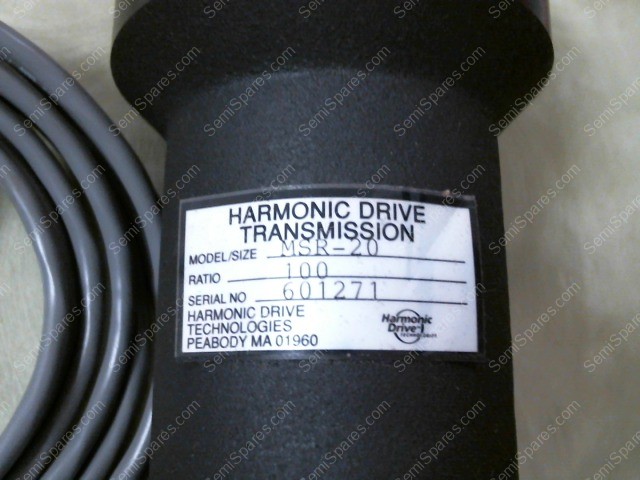 HARMONIC DRIVE
TRANSMISSION
MODEL/SIZE MSR-20
RATIO 100
SERIAL NO 601271
HARMONIC DRIVE
TECHNOLOGIES
PEABODY MA 01960
Harmonic
Drive
TECHNOLOGIES
SemiSpares.com